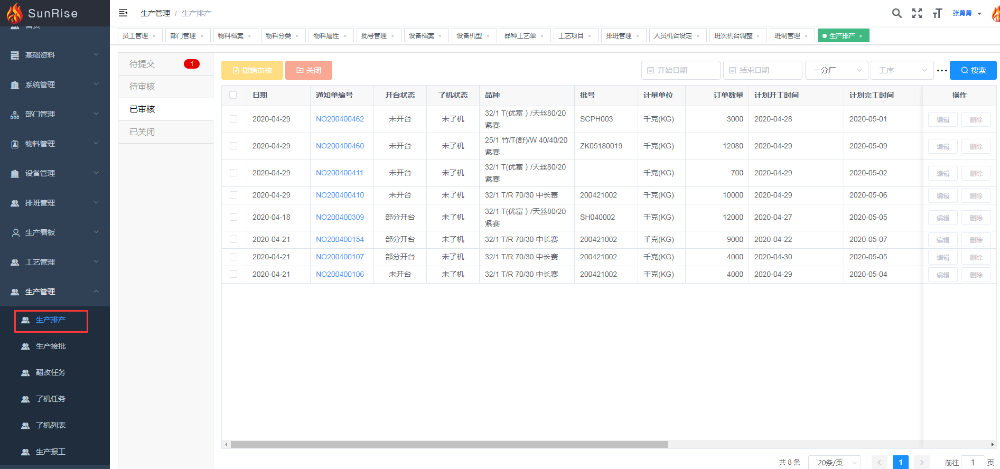 SunRise
首页
基础资料
系统管理
部门管理
物料管理
设备管理
排班管理
生产看板
工艺管理
生产管理
生产排产
生产接批
翻改任务
了机任务
了机列表
生产报工
生产管理 / 生产排产
张勇勇
员工管理 × 部门管理 × 物料档案 × 物料分类 × 物料属性 × 批号管理 × 设备档案 × 设备机型 × 品种工艺单 × 工艺项目 × 排班管理 × 人员机台设定 × 班次机台调整 × 班制管理 × 生产排产 ×
待提交 1
待审核
已审核
已关闭
撤销审核 关闭 开始日期 结束日期 一分厂 工序 ... 搜索
日期 通知单编号 开台状态 了机状态 品种 批号 计量单位 订单数量 计划开工时间 计划完工时间 操作
2020-04-29 NO200400462 未开台 未了机 32/1 T(优富 ) /天丝80/20 紧赛 SCPH003 千克(KG) 3000 2020-04-28 2020-05-01 编辑 删除
2020-04-29 NO200400460 未开台 未了机 25/1 竹/T(舒)/W 40/40/20 紧赛 ZK05180019 千克(KG) 12080 2020-04-29 2020-05-09 编辑 删除
2020-04-29 NO200400411 未开台 未了机 32/1 T(优富 ) /天丝80/20 紧赛 千克(KG) 700 2020-04-29 2020-05-02 编辑 删除
2020-04-29 NO200400410 未开台 未了机 32/1 T/R 70/30 中长赛 200421002 千克(KG) 10000 2020-04-29 2020-05-06 编辑 删除
2020-04-18 NO200400309 部分开台 未了机 32/1 T(优富 ) /天丝80/20 紧赛 SH040002 千克(KG) 12000 2020-04-27 2020-05-05 编辑 删除
2020-04-21 NO200400154 部分开台 未了机 32/1 T/R 70/30 中长赛 200421002 千克(KG) 9000 2020-04-22 2020-05-07 编辑 删除
2020-04-21 NO200400107 部分开台 未了机 32/1 T/R 70/30 中长赛 200421002 千克(KG) 4000 2020-04-30 2020-05-05 编辑 删除
2020-04-21 NO200400106 未开台 未了机 32/1 T/R 70/30 中长赛 200421002 千克(KG) 4000 2020-04-29 2020-05-04 编辑 删除
共 8 条 20条/页 1 前往 1 页